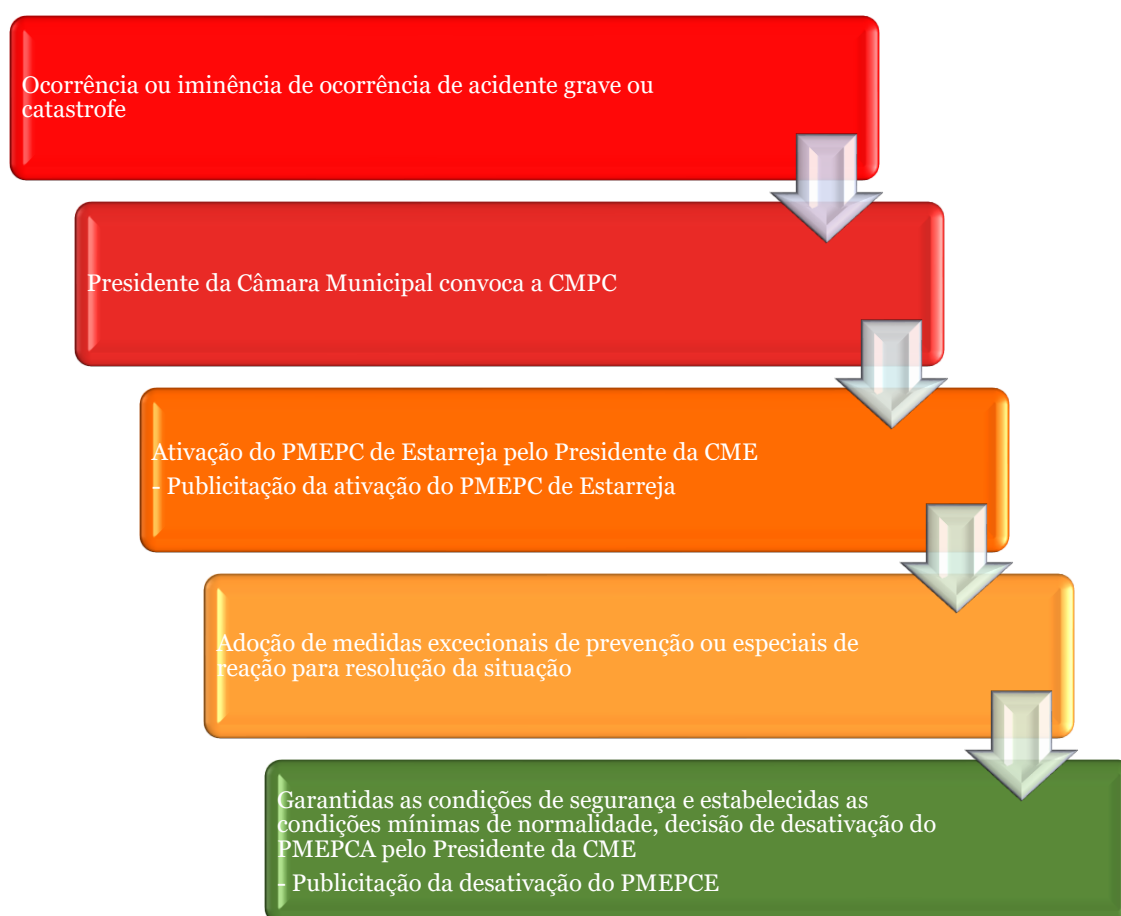 Ocorrência ou iminência de ocorrência de acidente grave ou
catastrofe
Presidente da Câmara Municipal convoca a CMPC
Ativação do PMEPC de Estarreja pelo Presidente da CME
- Publicitação da ativação do PMEPC de Estarreja
Adoção de medidas excecionais de prevenção ou especiais de
reação para resolução da situação
Garantidas as condições de segurança e estabelecidas as
condições mínimas de normalidade, decisão de desativação do
PMEPCA pelo Presidente da CME
- Publicitação da desativação do PMEPCE